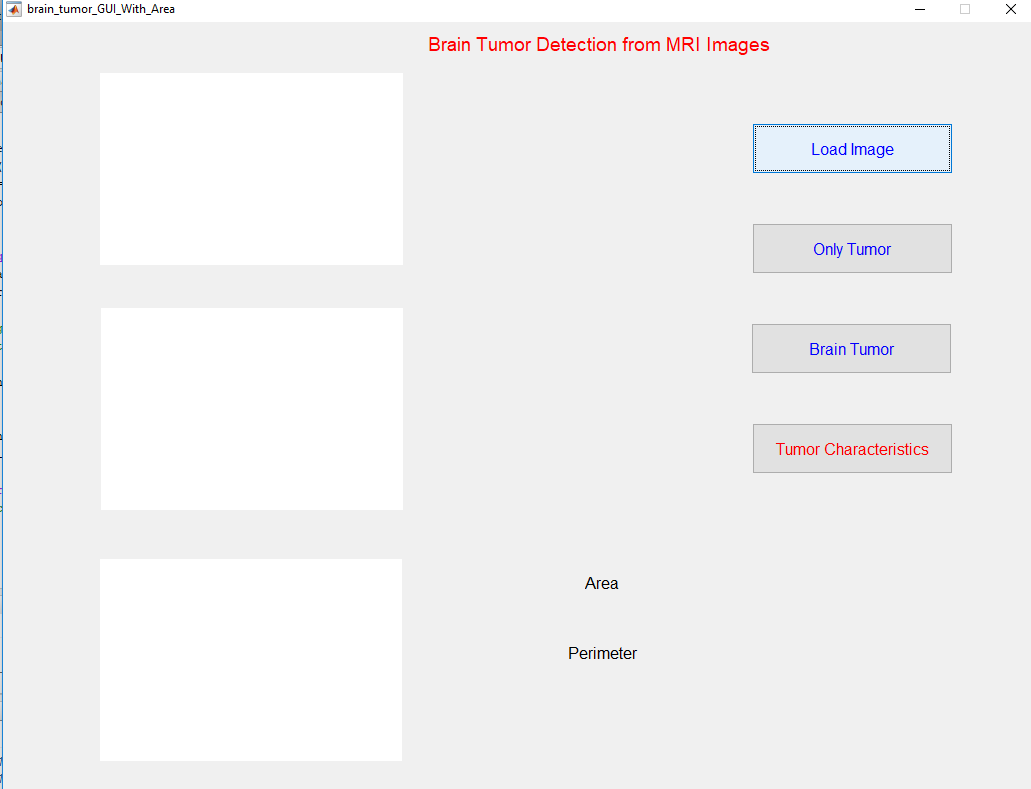 brain_tumor_GUI_With_Area
Brain Tumor Detection from MRI Images
Load Image
Only Tumor
Brain Tumor
Tumor Characteristics
Area
Perimeter